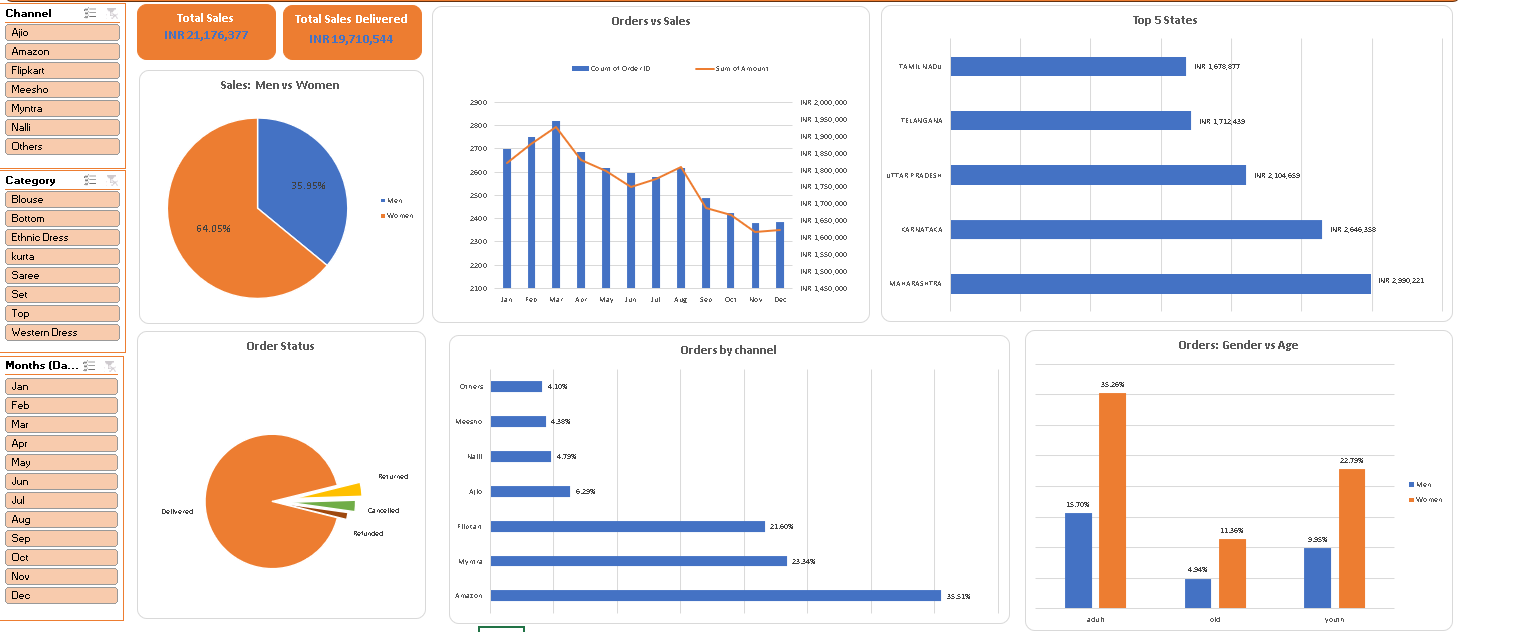 Channel
Ajio
Amazon
Flipkart
Meesho
Myntra
Nalli
Others
Category
Blouse
Bottom
Ethnic Dress
kurta
Saree
Set
Top
Western Dress
Months (Da...
Jan
Feb
Mar
Apr
May
Jun
Jul
Aug
Sep
Oct
Nov
Dec
Total Sales
INR 21,176,377
Total Sales Delivered
INR 19,710,544
Sales: Men vs Women
35.95%
64.05%
Men
Women
Orders vs Sales
Count of Order ID
Sum of Amount
2900
2800
2700
2600
2500
2400
2300
2200
2100
INR 2,000,000
INR 1,950,000
INR 1,900,000
INR 1,850,000
INR 1,800,000
INR 1,750,000
INR 1,700,000
INR 1,650,000
INR 1,600,000
INR 1,550,000
INR 1,500,000
INR 1,450,000
Jan Feb Mar Apr May Jun Jul Aug Sep Oct Nov Dec
Top 5 States
TAMIL NADU INR 1,678,877
TELANGANA INR 1,712,439
UTTAR PRADESH INR 2,104,659
KARNATAKA INR 2,646,358
MAHARASHTRA INR 2,990,221
Order Status
Returned
Cancelled
Refunded
Delivered
Orders by channel
Others 4.10%
Meesho 4.38%
Nalli 4.79%
Ajio 6.29%
Flipkart 21.60%
Myntra 23.34%
Amazon 35.51%
Orders: Gender vs Age
15.70%
35.26%
4.94%
11.36%
9.95%
22.79%
Men
Women
adult old youth